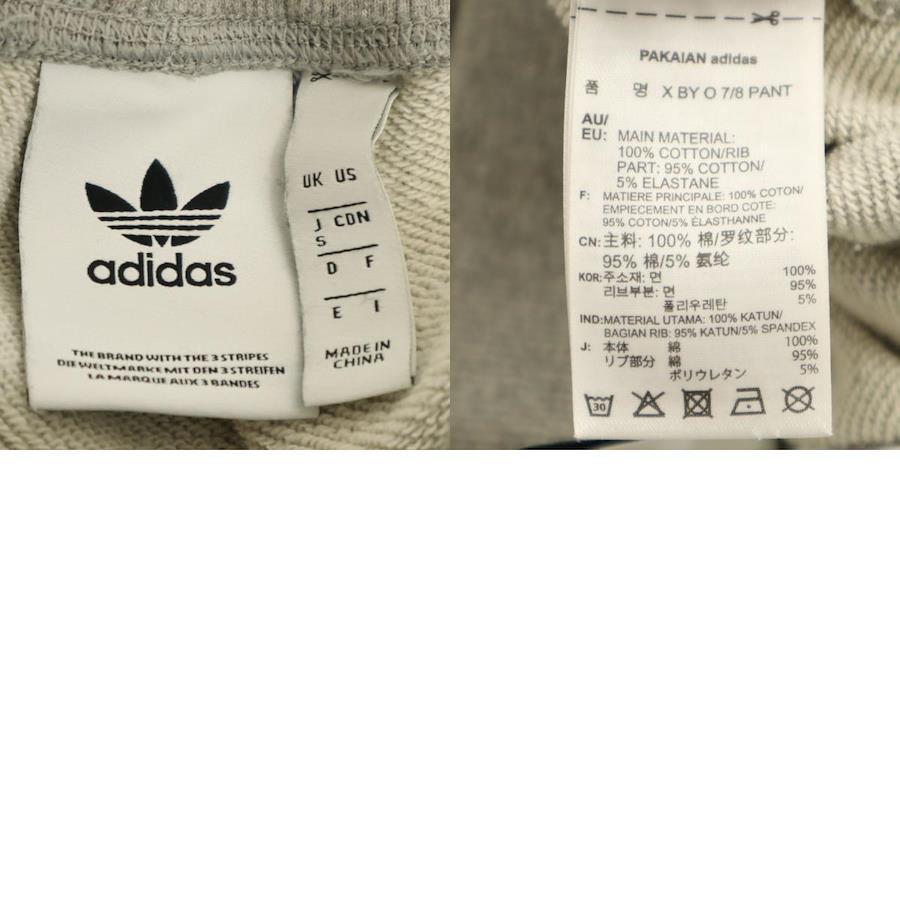 adidas
THE BRAND WITH THE 3 STRIPES
DIE WELTMARKE MIT DEN 3 STREIFEN
LA MARQUE AUX 3 BANDES
UK US
J CDN
S
D F
E I
MADE IN
CHINA
PAKAIAN adidas
품 명 X BY O 7/8 PANT
AU/
EU: MAIN MATERIAL:
100% COTTON/RIB
PART: 95% COTTON/
5% ELASTANE
F: MATIERE PRINCIPALE: 100% COTON/
EMPIECEMENT EN BORD COTE:
95% COTON/5% ÉLASTHANNE
CN: 主料: 100% 棉/罗纹部分:
95% 棉/5% 氨纶
KOR: 주소재: 면 100%
리브부분: 면 95%
폴리우레탄 5%
IND: MATERIAL UTAMA: 100% KATUN/
BAGIAN RIB: 95% KATUN/5% SPANDEX
J: 本体 綿 100%
リブ部分 綿 95%
ポリウレタン 5%
30